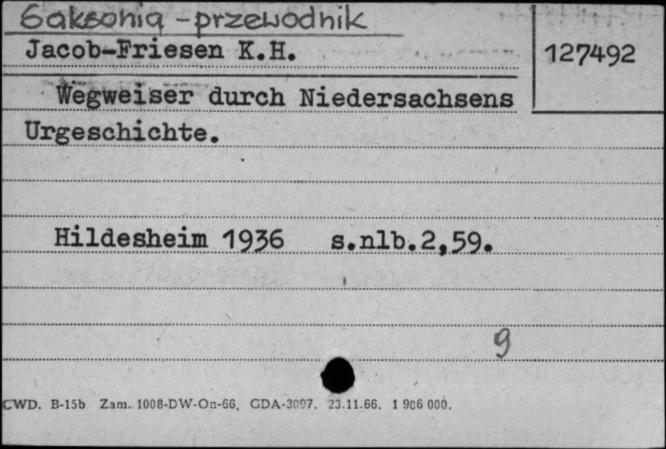 Saksonia - przewodnik
Jacob-Friesen K.H.
127492
Wegweiser durch Niedersachsens
Urgeschichte.
Hildesheim 1936 s.nlb.2,59.
9
CWD. B-15b Zam. 1008-DW-On-66. GDA-3097. 23.11.66. 1 906 000.